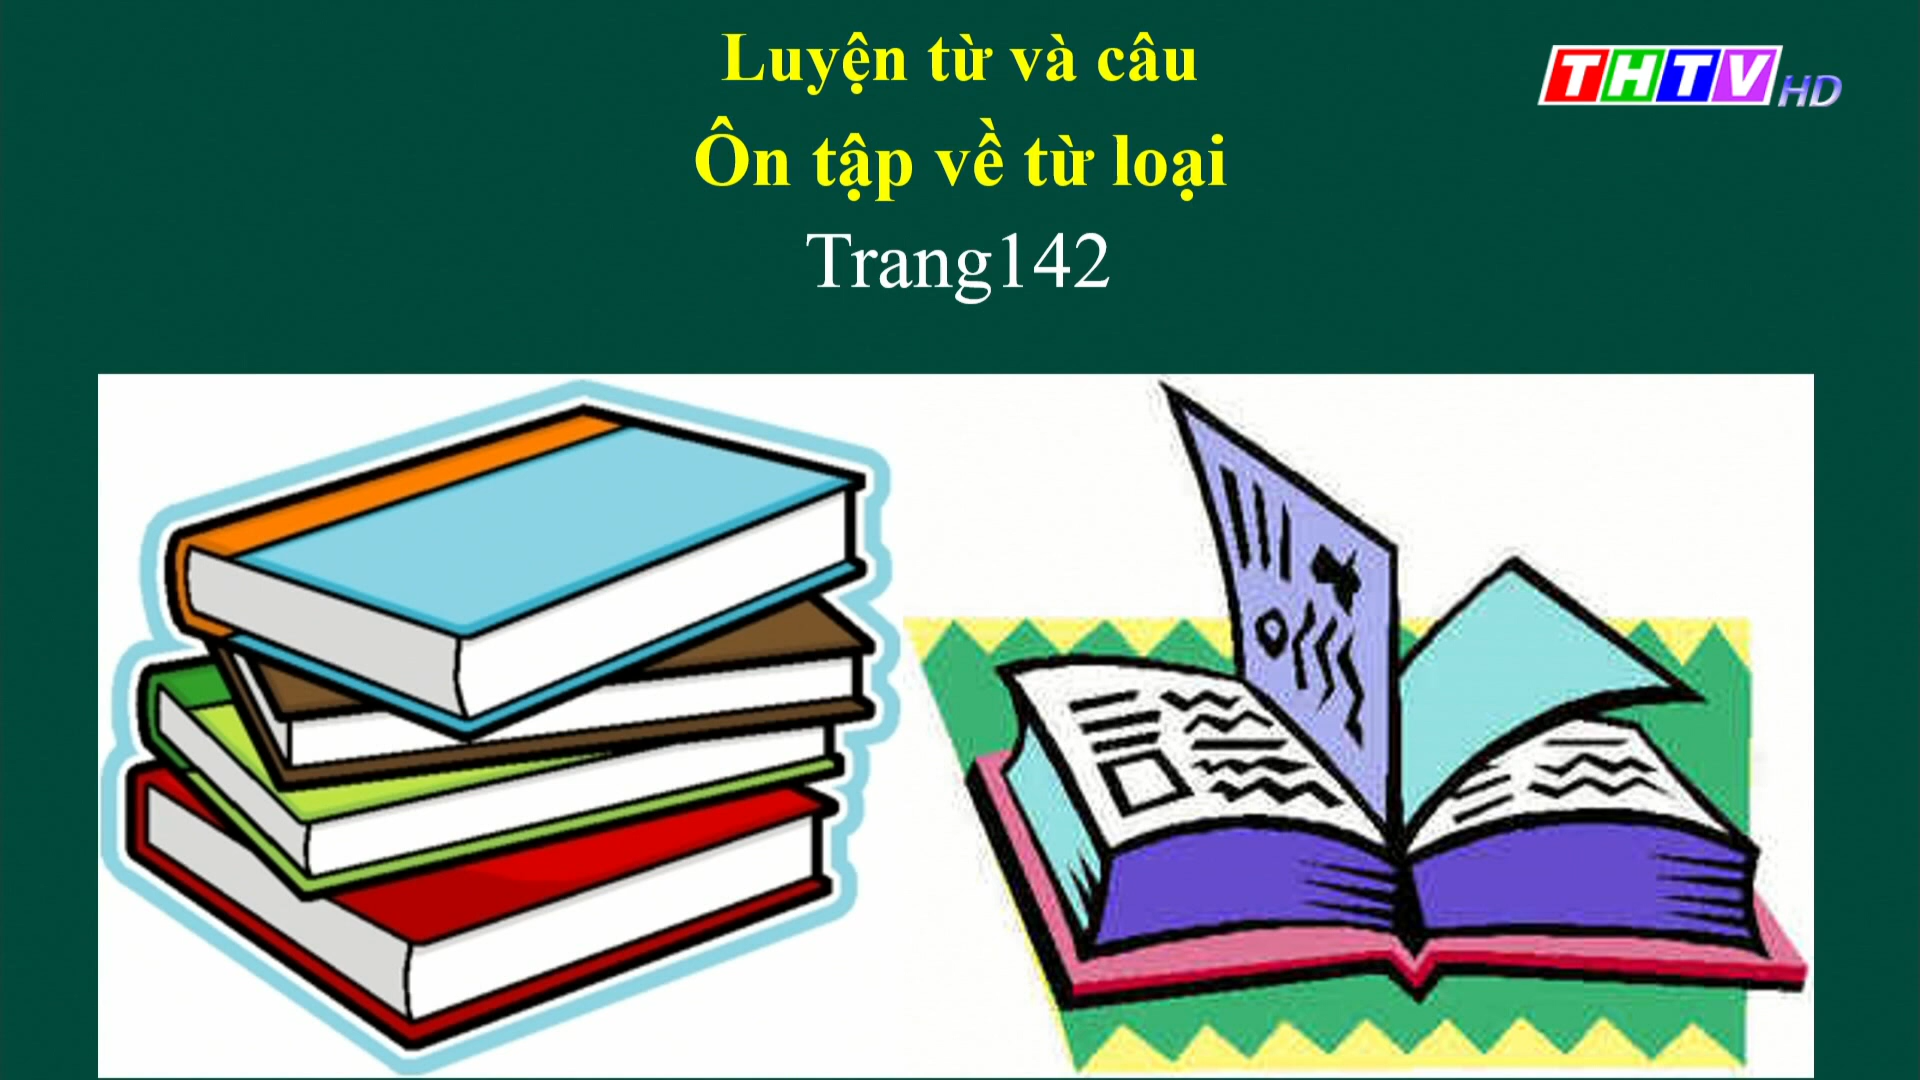 Luyện từ và câu
THTV HD
Ôn tập về từ loại
Trang142